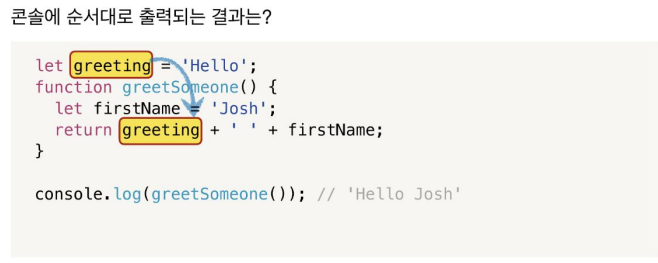 콘솔에 순서대로 출력되는 결과는?
let greeting = 'Hello';
function greetSomeone() {
  let firstName = 'Josh';
  return greeting + ' ' + firstName;
}
console.log(greetSomeone()); // 'Hello Josh'